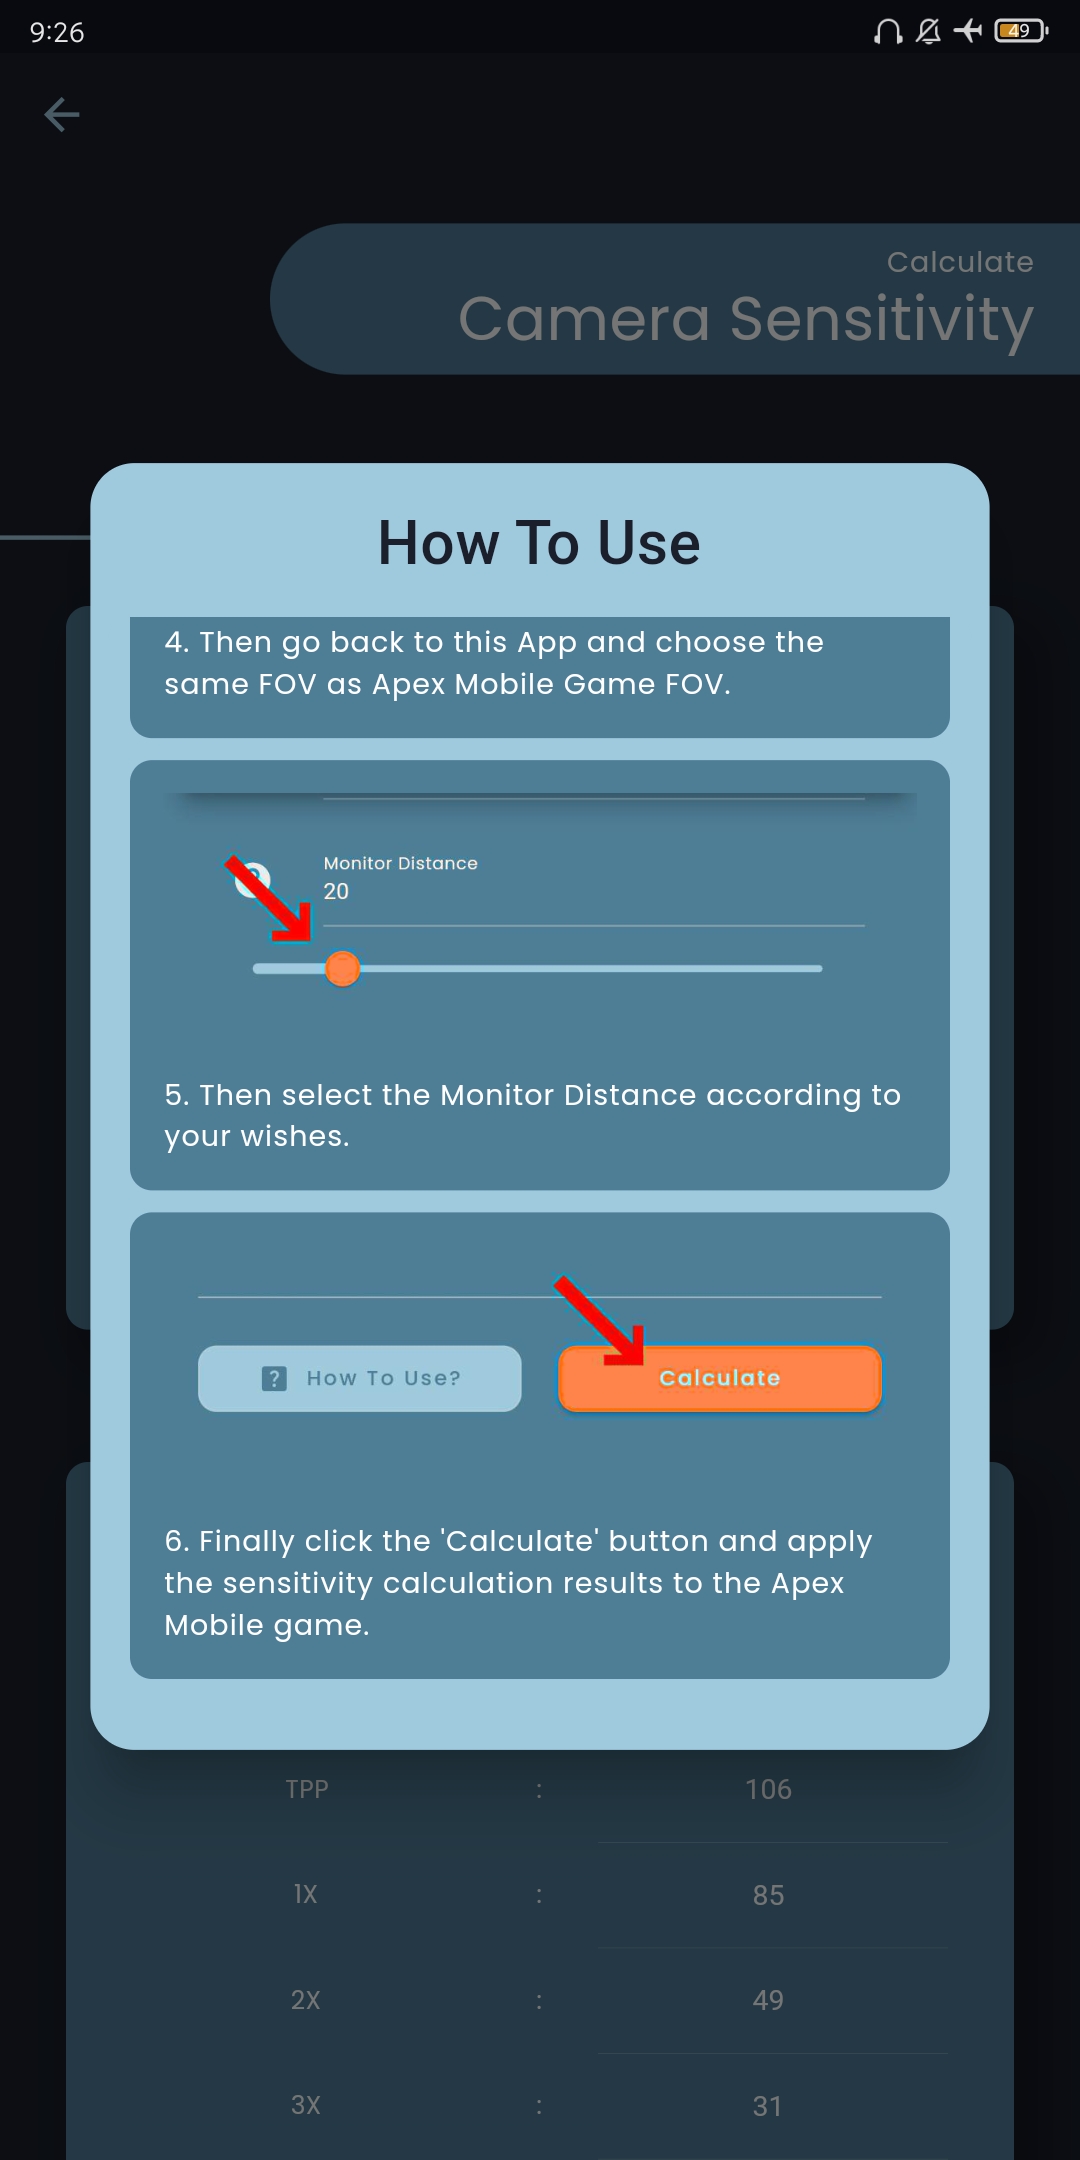 9:26
49
Calculate
Camera Sensitivity
How To Use
4. Then go back to this App and choose the
same FOV as Apex Mobile Game FOV.
Monitor Distance
20
5. Then select the Monitor Distance according to
your wishes.
? How To Use?
Calculate
6. Finally click the 'Calculate' button and apply
the sensitivity calculation results to the Apex
Mobile game.
TPP : 106
1X : 85
2X : 49
3X : 31